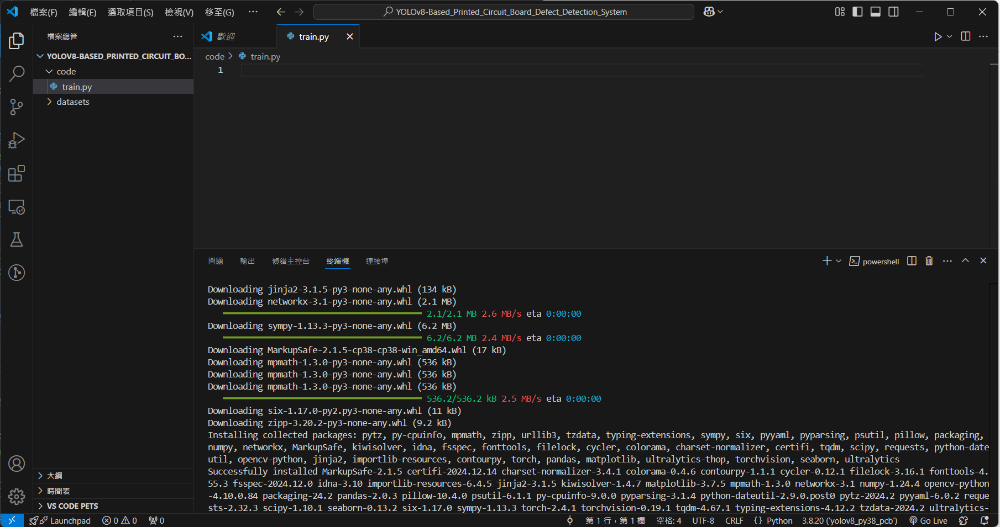 檔案(F) 編輯(E) 選取項目(S) 檢視(V) 移至(G) ··· YOLOv8-Based_Printed_Circuit_Board_Defect_Detection_System
檔案總管 ···
歡迎 train.py
YOLOV8-BASED_PRINTED_CIRCUIT_BO...
code
train.py
datasets
code > train.py
1
問題 輸出 偵錯主控台 終端機 連接埠 powershell
Downloading jinja2-3.1.5-py3-none-any.whl (134 kB)
Downloading networkx-3.1-py3-none-any.whl (2.1 MB)
2.1/2.1 MB 2.6 MB/s eta 0:00:00
Downloading sympy-1.13.3-py3-none-any.whl (6.2 MB)
6.2/6.2 MB 2.4 MB/s eta 0:00:00
Downloading MarkupSafe-2.1.5-cp38-cp38-win_amd64.whl (17 kB)
Downloading mpmath-1.3.0-py3-none-any.whl (536 kB)
Downloading mpmath-1.3.0-py3-none-any.whl (536 kB)
Downloading mpmath-1.3.0-py3-none-any.whl (536 kB)
536.2/536.2 kB 2.5 MB/s eta 0:00:00
Downloading six-1.17.0-py2.py3-none-any.whl (11 kB)
Downloading zipp-3.20.2-py3-none-any.whl (9.2 kB)
Installing collected packages: pytz, py-cpuinfo, mpmath, zipp, urllib3, tzdata, typing-extensions, sympy, six, pyyaml, pyparsing, psutil, pillow, packaging,
numpy, networkx, MarkupSafe, kiwisolver, idna, fsspec, fonttools, filelock, cycler, colorama, charset-normalizer, certifi, tqdm, scipy, requests, python-date
util, opencv-python, jinja2, importlib-resources, contourpy, torch, pandas, matplotlib, ultralytics-thop, torchvision, seaborn, ultralytics
Successfully installed MarkupSafe-2.1.5 certifi-2024.12.14 charset-normalizer-3.4.1 colorama-0.4.6 contourpy-1.1.1 cycler-0.12.1 filelock-3.16.1 fonttools-4.
55.3 fsspec-2024.12.0 idna-3.10 importlib-resources-6.4.5 jinja2-3.1.5 kiwisolver-1.4.7 matplotlib-3.7.5 mpmath-1.3.0 networkx-3.1 numpy-1.24.4 opencv-python
-4.10.0.84 packaging-24.2 pandas-2.0.3 pillow-10.4.0 psutil-6.1.1 py-cpuinfo-9.0.0 pyparsing-3.1.4 python-dateutil-2.9.0.post0 pytz-2024.2 pyyaml-6.0.2 reque
sts-2.32.3 scipy-1.10.1 seaborn-0.13.2 six-1.17.0 sympy-1.13.3 torch-2.4.1 torchvision-0.19.1 tqdm-4.67.1 typing-extensions-4.12.2 tzdata-2024.2 ultralytics-
大綱
時間表
VS CODE PETS
Launchpad 0 0 0 第 1 行，第 1 欄 空格: 4 UTF-8 CRLF { } Python 3.8.20 ('yolov8_py38_pcb') Go Live